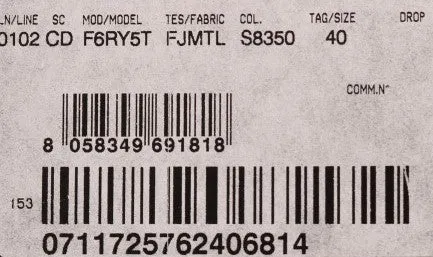 LN/LINE SC MOD/MODEL TES/FABRIC COL. TAG/SIZE DROP
0102 CD F6RY5T FJMTL S8350 40
COMM.N°
8 058349 691818
153
0711725762406814